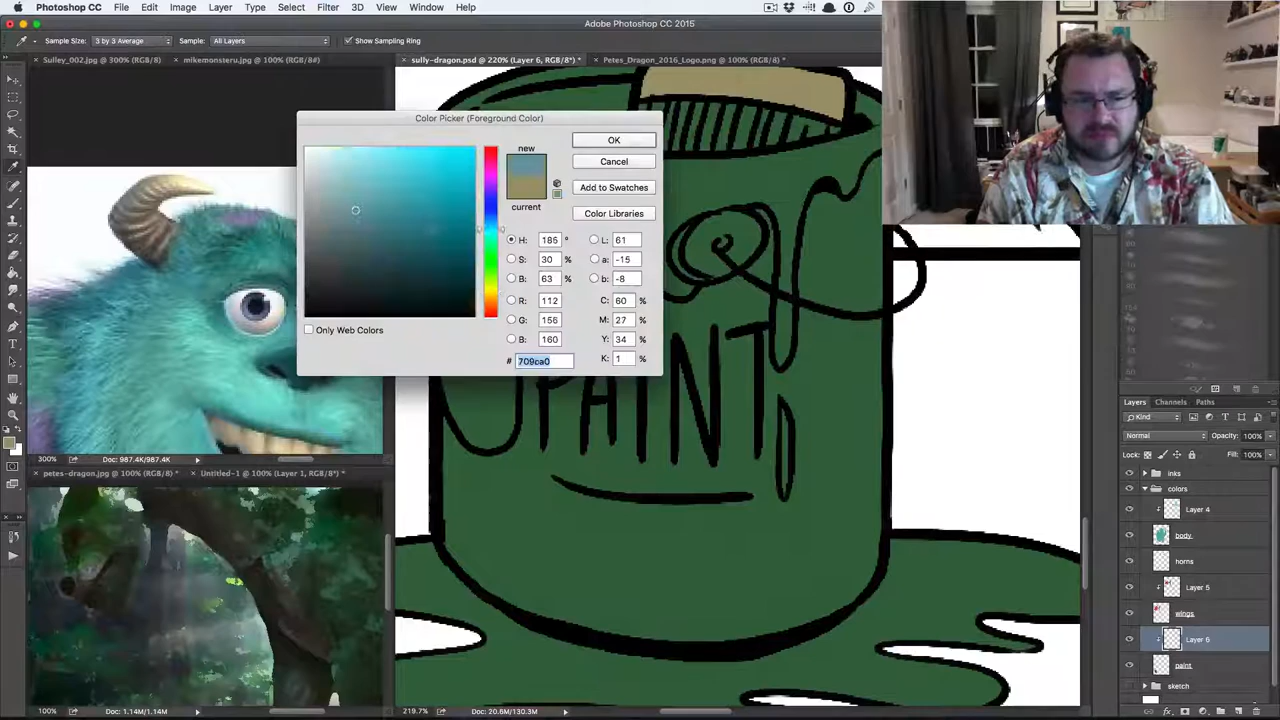 Photoshop CC File Edit Image Layer Type Select Filter 3D View Window Help
Adobe Photoshop CC 2015
Sample Size: 3 by 3 Average Sample: All Layers Show Sampling Ring
Sulley_002.jpg @ 300% (RGB/8) mikemonsteru.jpg (RGB/8#)
sully-dragon.psd @ 220% (Layer 6, RGB/8*) * Petes_Dragon_2016_Logo.png @ 100% (RGB/8*) *
Color Picker (Foreground Color)
new
current
OK
Cancel
Add to Swatches
Color Libraries
H: 185 °
S: 30 %
B: 63 %
R: 112
G: 156
B: 160
L: 61
a: -15
b: -8
C: 60 %
M: 27 %
Y: 34 %
K: 1 %
# 709ca0
Only Web Colors
PAINT
300% Doc: 987.4K/987.4K
petes-dragon.jpg @ 100% (RGB/8) * Untitled-1 @ 100% (Layer 1, RGB/8*) *
100% Doc: 1.14M/1.14M
219.7% Doc: 20.6M/130.3M
Layers Channels Paths
Kind
Normal Opacity: 100%
Lock: Fill: 100%
inks
colors
Layer 4
body
horns
Layer 5
wings
Layer 6
paint
sketch